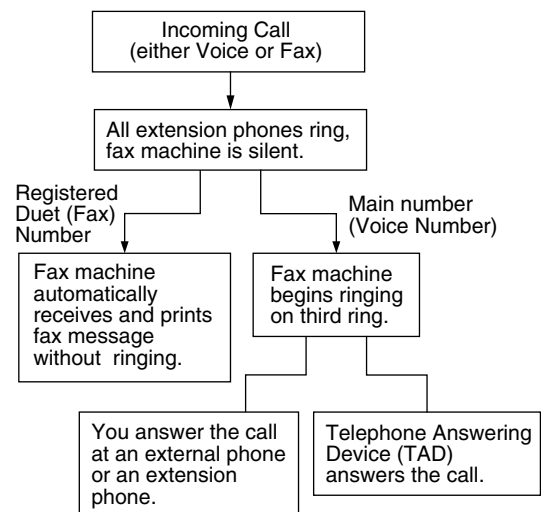 Incoming Call
(either Voice or Fax)
All extension phones ring,
fax machine is silent.
Registered
Duet (Fax)
Number
Main number
(Voice Number)
Fax machine
automatically
receives and prints
fax message
without ringing.
Fax machine
begins ringing
on third ring.
You answer the call
at an external phone
or an extension
phone.
Telephone Answering
Device (TAD)
answers the call.